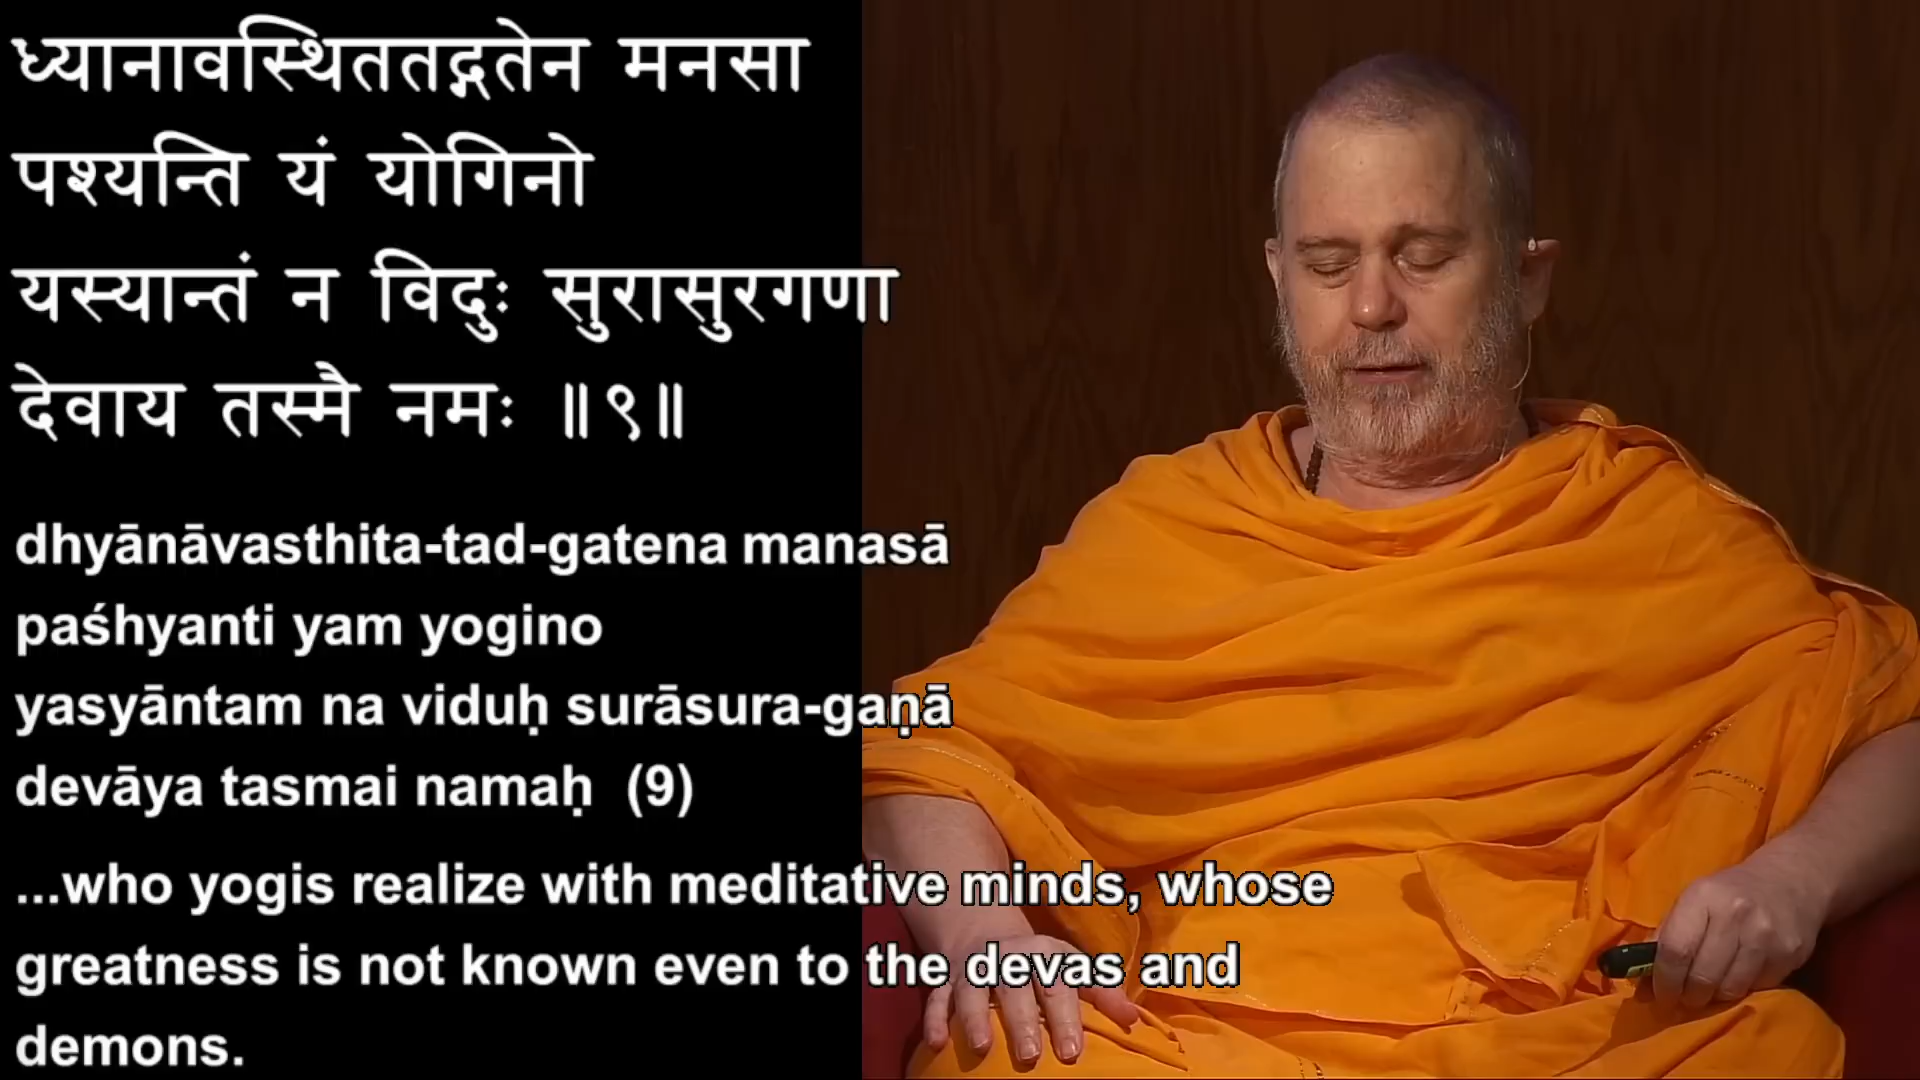 ध्यानावस्थिततद्गतेन मनसा
पश्यन्ति यं योगिनो
यस्यान्तं न विदुः सुरासुरगणा
देवाय तस्मै नमः ॥९॥
dhyānāvasthita-tad-gatena manasā
paśhyanti yam yogino
yasyāntam na viduḥ surāsura-gaṇā
devāya tasmai namaḥ (9)
...who yogis realize with meditative minds, whose
greatness is not known even to the devas and
demons.